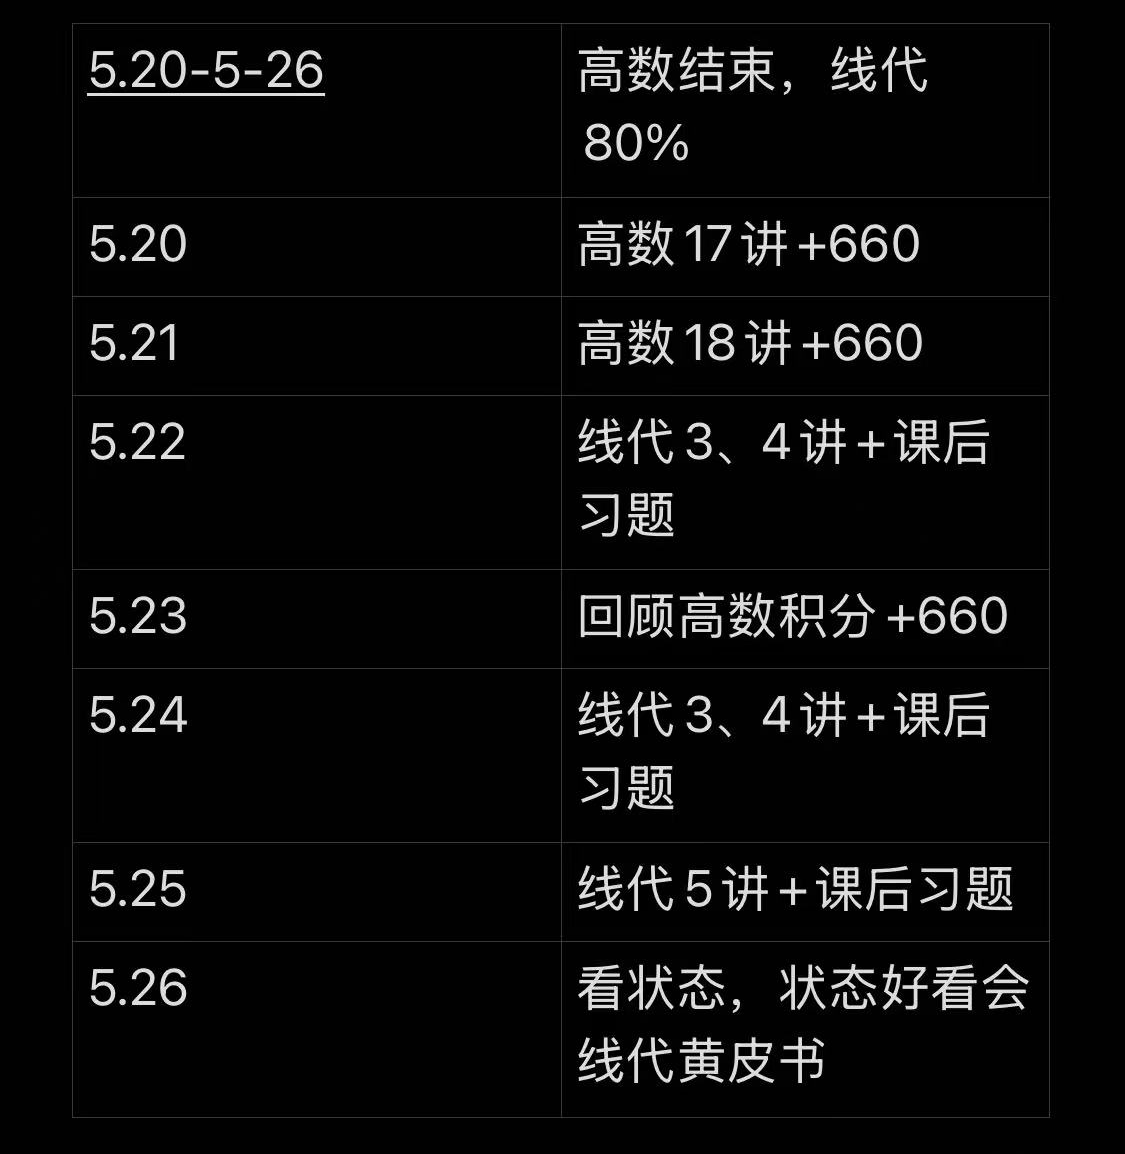 5.20-5-26
高数结束，线代
80%
5.20
高数17讲+660
5.21
高数18讲+660
5.22
线代3、4讲+课后
习题
5.23
回顾高数积分+660
5.24
线代3、4讲+课后
习题
5.25
线代5讲+课后习题
5.26
看状态，状态好看会
线代黄皮书